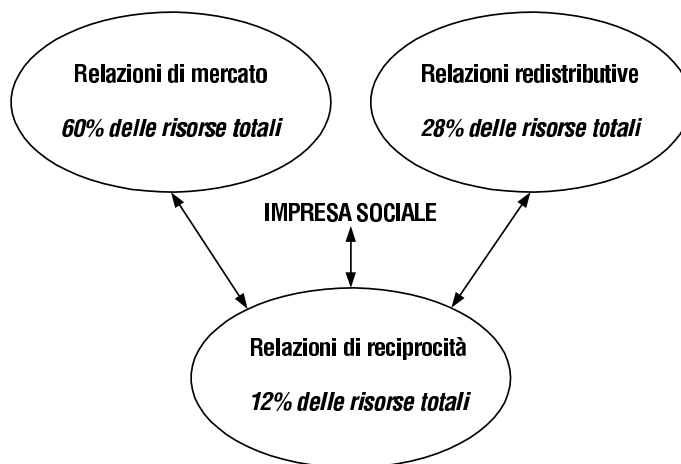 Relazioni di mercato
60% delle risorse totali
Relazioni redistributive
28% delle risorse totali
IMPRESA SOCIALE
Relazioni di reciprocità
12% delle risorse totali